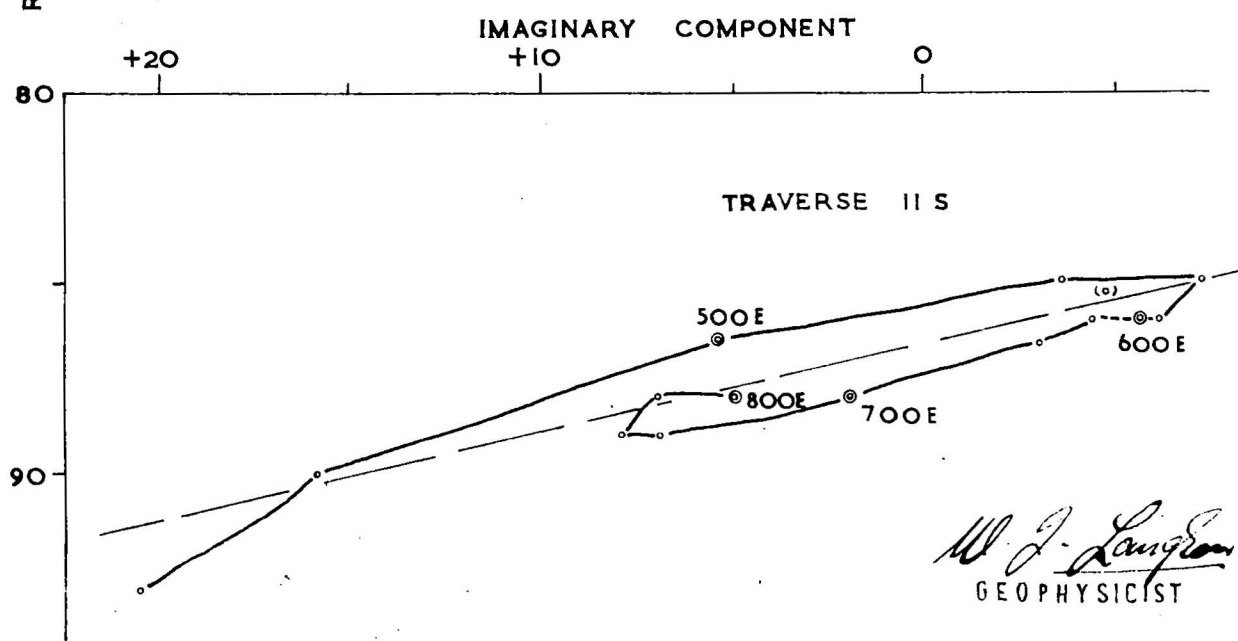 R
IMAGINARY COMPONENT
+20 +10 0
80
TRAVERSE 11 S
(o)
500E
600E
800E
700E
90
GEOPHYSICIST